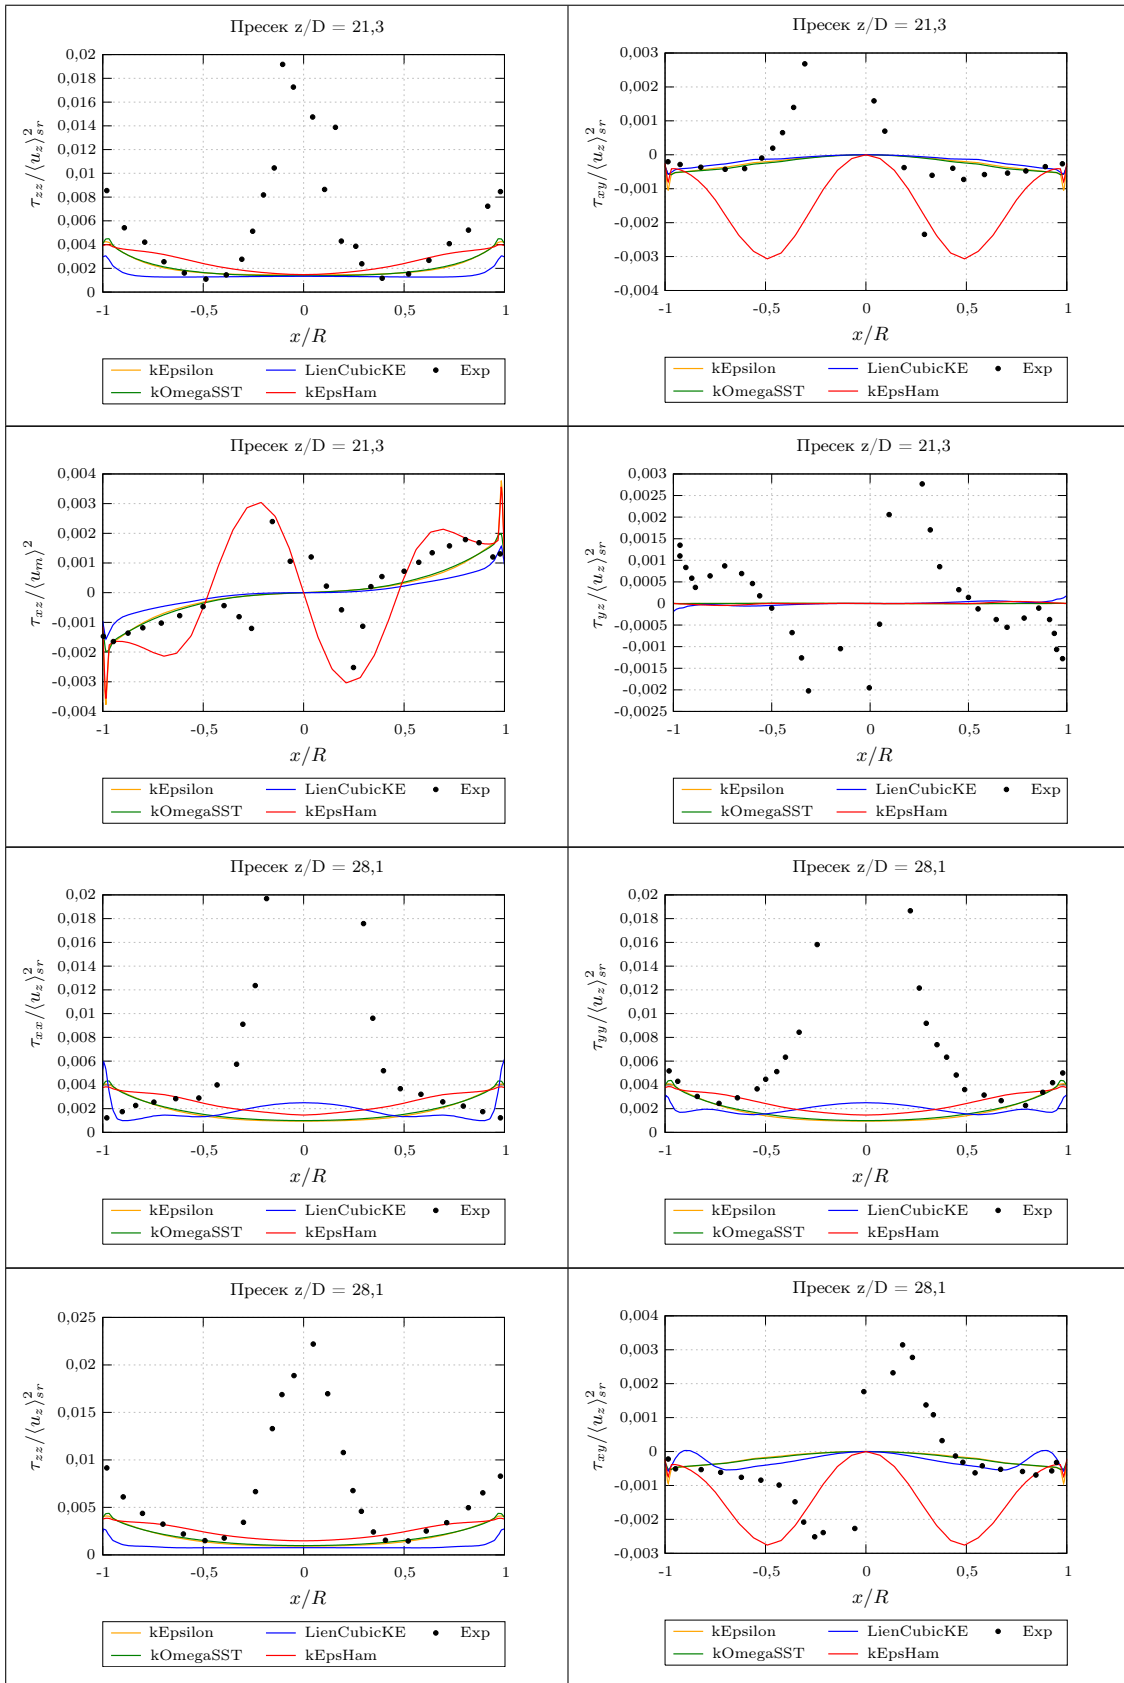 Пресек z/D = 21,3
τzz/⟨uz⟩²sr
0,02
0,018
0,016
0,014
0,012
0,01
0,008
0,006
0,004
0,002
0
-1 -0,5 0 0,5 1
x/R
kEpsilon LienCubicKE Exp
kOmegaSST kEpsHam
Пресек z/D = 21,3
τxy/⟨uz⟩²sr
0,003
0,002
0,001
0
-0,001
-0,002
-0,003
-0,004
-1 -0,5 0 0,5 1
x/R
kEpsilon LienCubicKE Exp
kOmegaSST kEpsHam
Пресек z/D = 21,3
τxz/⟨um⟩²
0,004
0,003
0,002
0,001
0
-0,001
-0,002
-0,003
-0,004
-1 -0,5 0 0,5 1
x/R
kEpsilon LienCubicKE Exp
kOmegaSST kEpsHam
Пресек z/D = 21,3
τyz/⟨uz⟩²sr
0,003
0,0025
0,002
0,0015
0,001
0,0005
0
-0,0005
-0,001
-0,0015
-0,002
-0,0025
-1 -0,5 0 0,5 1
x/R
kEpsilon LienCubicKE Exp
kOmegaSST kEpsHam
Пресек z/D = 28,1
τxx/⟨uz⟩²sr
0,02
0,018
0,016
0,014
0,012
0,01
0,008
0,006
0,004
0,002
0
-1 -0,5 0 0,5 1
x/R
kEpsilon LienCubicKE Exp
kOmegaSST kEpsHam
Пресек z/D = 28,1
τyy/⟨uz⟩²sr
0,02
0,018
0,016
0,014
0,012
0,01
0,008
0,006
0,004
0,002
0
-1 -0,5 0 0,5 1
x/R
kEpsilon LienCubicKE Exp
kOmegaSST kEpsHam
Пресек z/D = 28,1
τzz/⟨uz⟩²sr
0,025
0,02
0,015
0,01
0,005
0
-1 -0,5 0 0,5 1
x/R
kEpsilon LienCubicKE Exp
kOmegaSST kEpsHam
Пресек z/D = 28,1
τxy/⟨uz⟩²sr
0,004
0,003
0,002
0,001
0
-0,001
-0,002
-0,003
-1 -0,5 0 0,5 1
x/R
kEpsilon LienCubicKE Exp
kOmegaSST kEpsHam